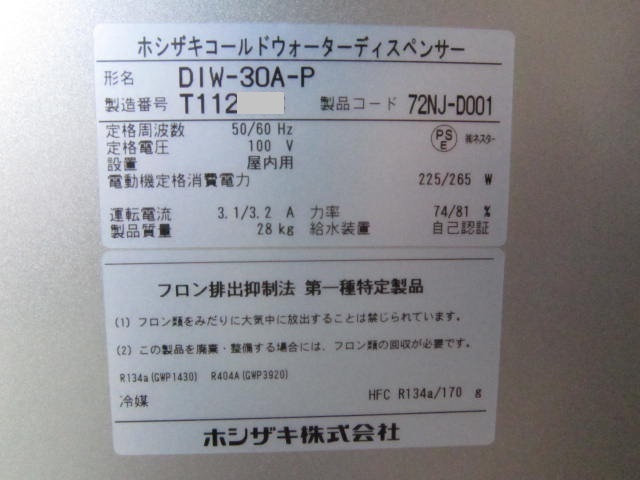 ホシザキコールドウォーターディスペンサー
形名 DIW-30A-P
製造番号 T112 製品コード 72NJ-D001
定格周波数 50/60 Hz PSE ㈱ネスター
定格電圧 100 V
設置 屋内用
電動機定格消費電力 225/265 W
運転電流 3.1/3.2 A 力率 74/81 %
製品質量 28 kg 給水装置 自己認証
フロン排出抑制法 第一種特定製品
(1) フロン類をみだりに大気中に放出することは禁じられています。
(2) この製品を廃棄・整備する場合には、フロン類の回収が必要です。
R134a(GWP1430) R404A(GWP3920)
冷媒 HFC R134a/170 g
ホシザキ株式会社